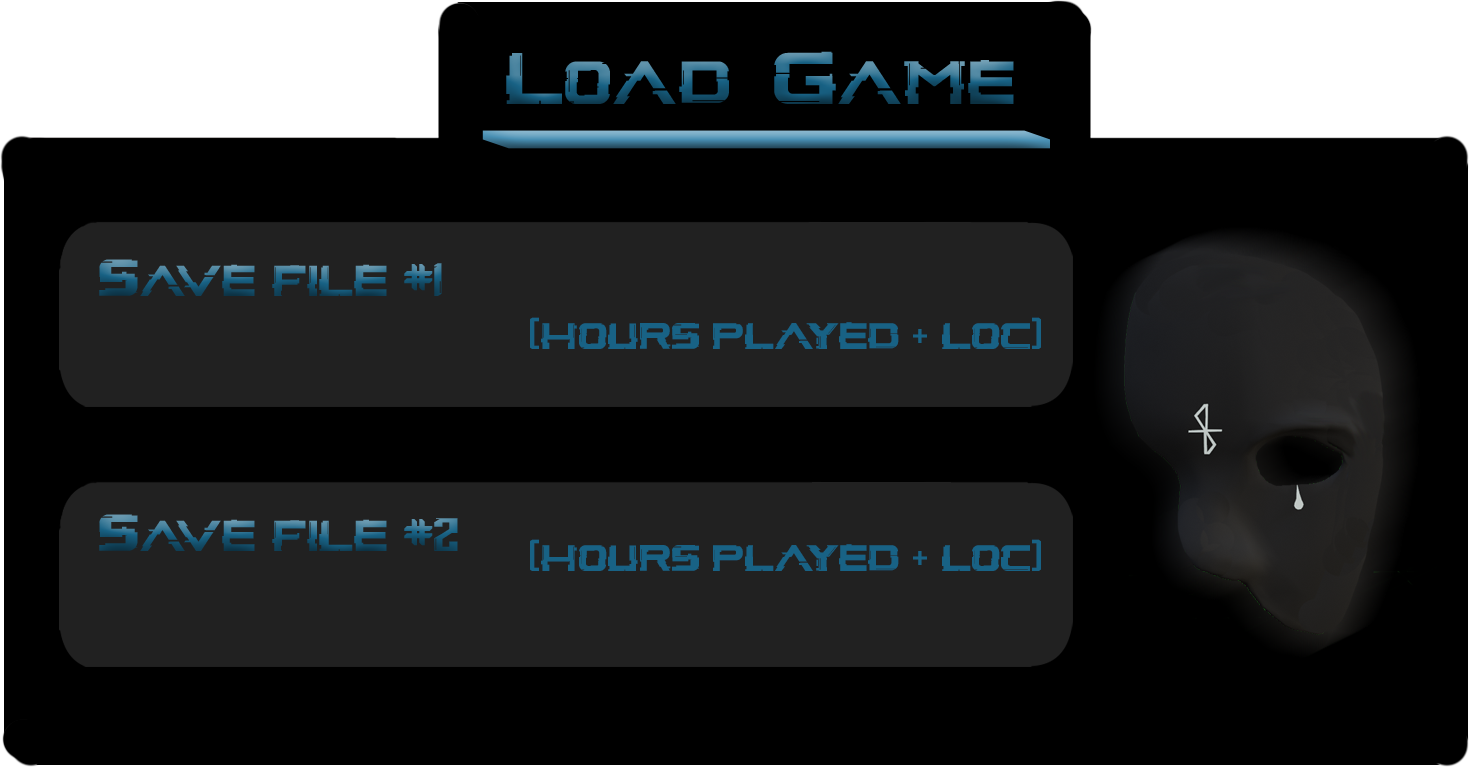 Load Game
Save file #1
[Hours played + loc]
Save file #2
[Hours played + loc]